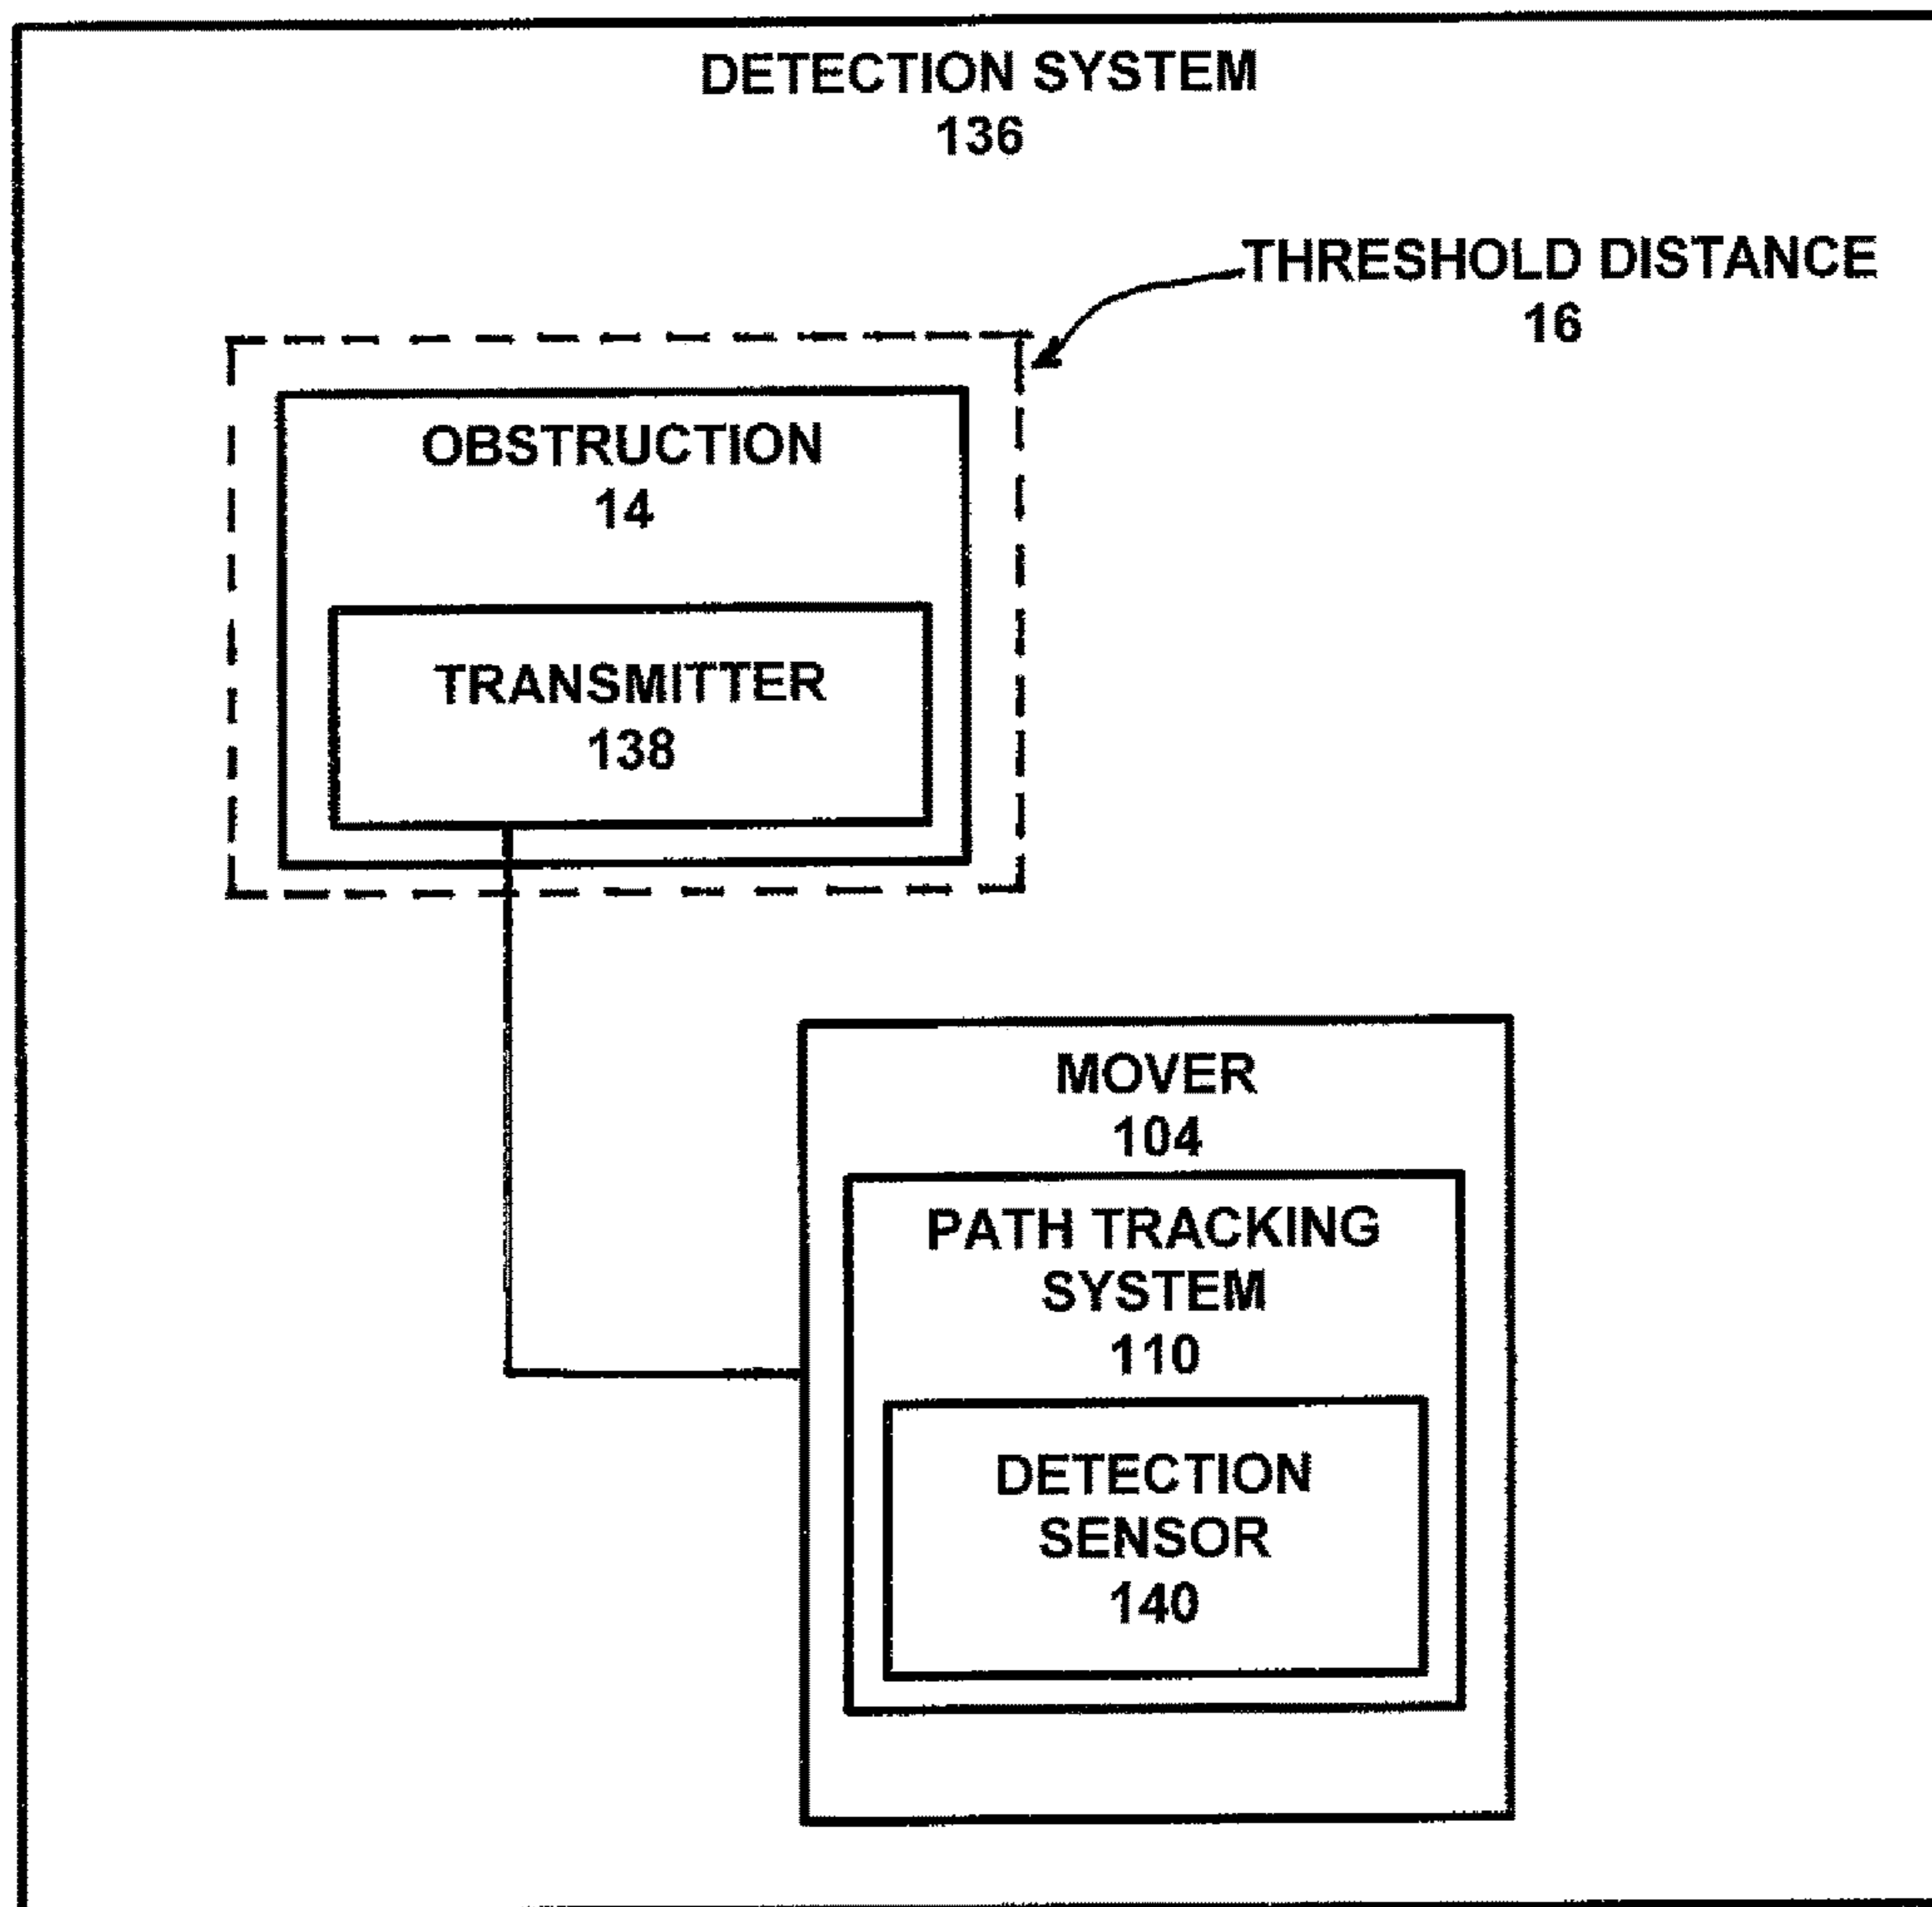 DETECTION SYSTEM
136
THRESHOLD DISTANCE
16
OBSTRUCTION
14
TRANSMITTER
138
MOVER
104
PATH TRACKING
SYSTEM
110
DETECTION
SENSOR
140